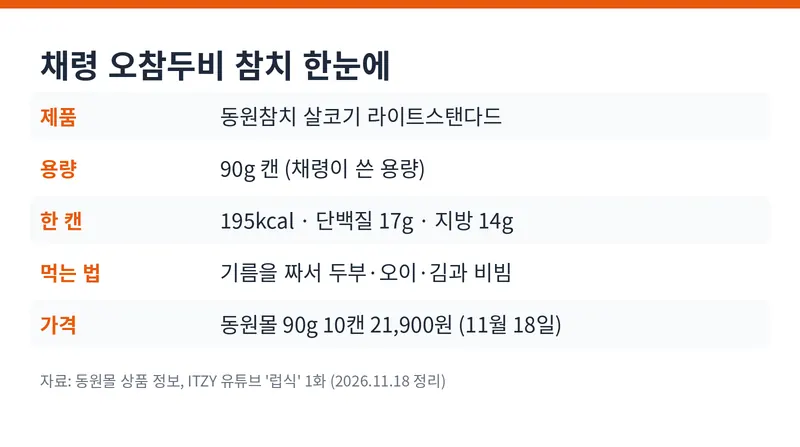 채령 오참두비 참치 한눈에
제품 동원참치 살코기 라이트스탠다드
용량 90g 캔 (채령이 쓴 용량)
한 캔 195kcal · 단백질 17g · 지방 14g
먹는 법 기름을 짜서 두부·오이·김과 비빔
가격 동원몰 90g 10캔 21,900원 (11월 18일)
자료: 동원몰 상품 정보, ITZY 유튜브 '럽식' 1화 (2026.11.18 정리)